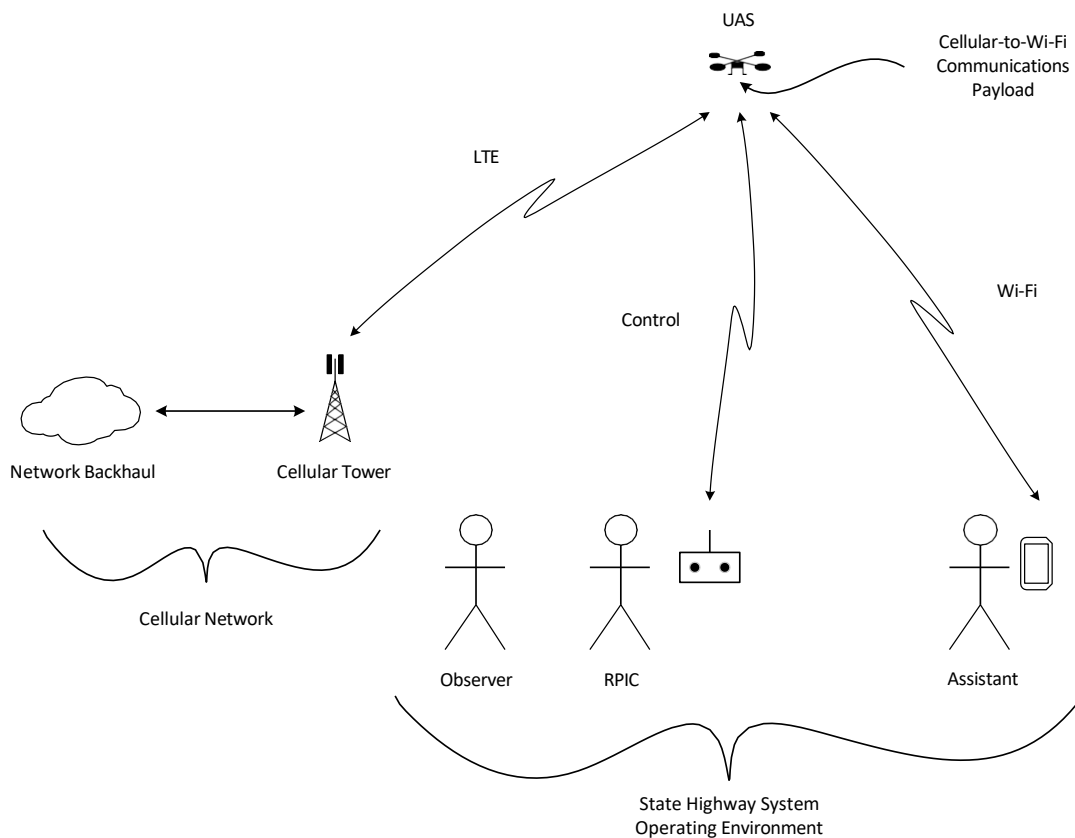 UAS
Cellular-to-Wi-Fi
Communications
Payload
LTE
Control
Wi-Fi
Network Backhaul
Cellular Tower
Cellular Network
Observer
RPIC
Assistant
State Highway System
Operating Environment